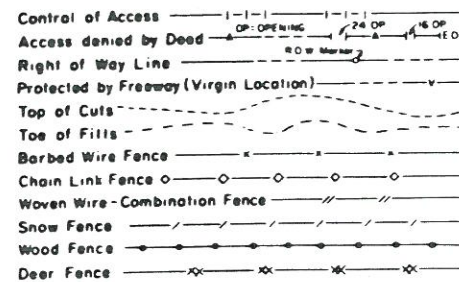 Control of Access
OP=OPENING 24 OP 16 OP
Access denied by Deed E O
R O W Marker
Right of Way Line
Protected by Freeway (Virgin Location)
Top of Cuts
Toe of Fills
Barbed Wire Fence
Chain Link Fence
Woven Wire-Combination Fence
Snow Fence
Wood Fence
Deer Fence